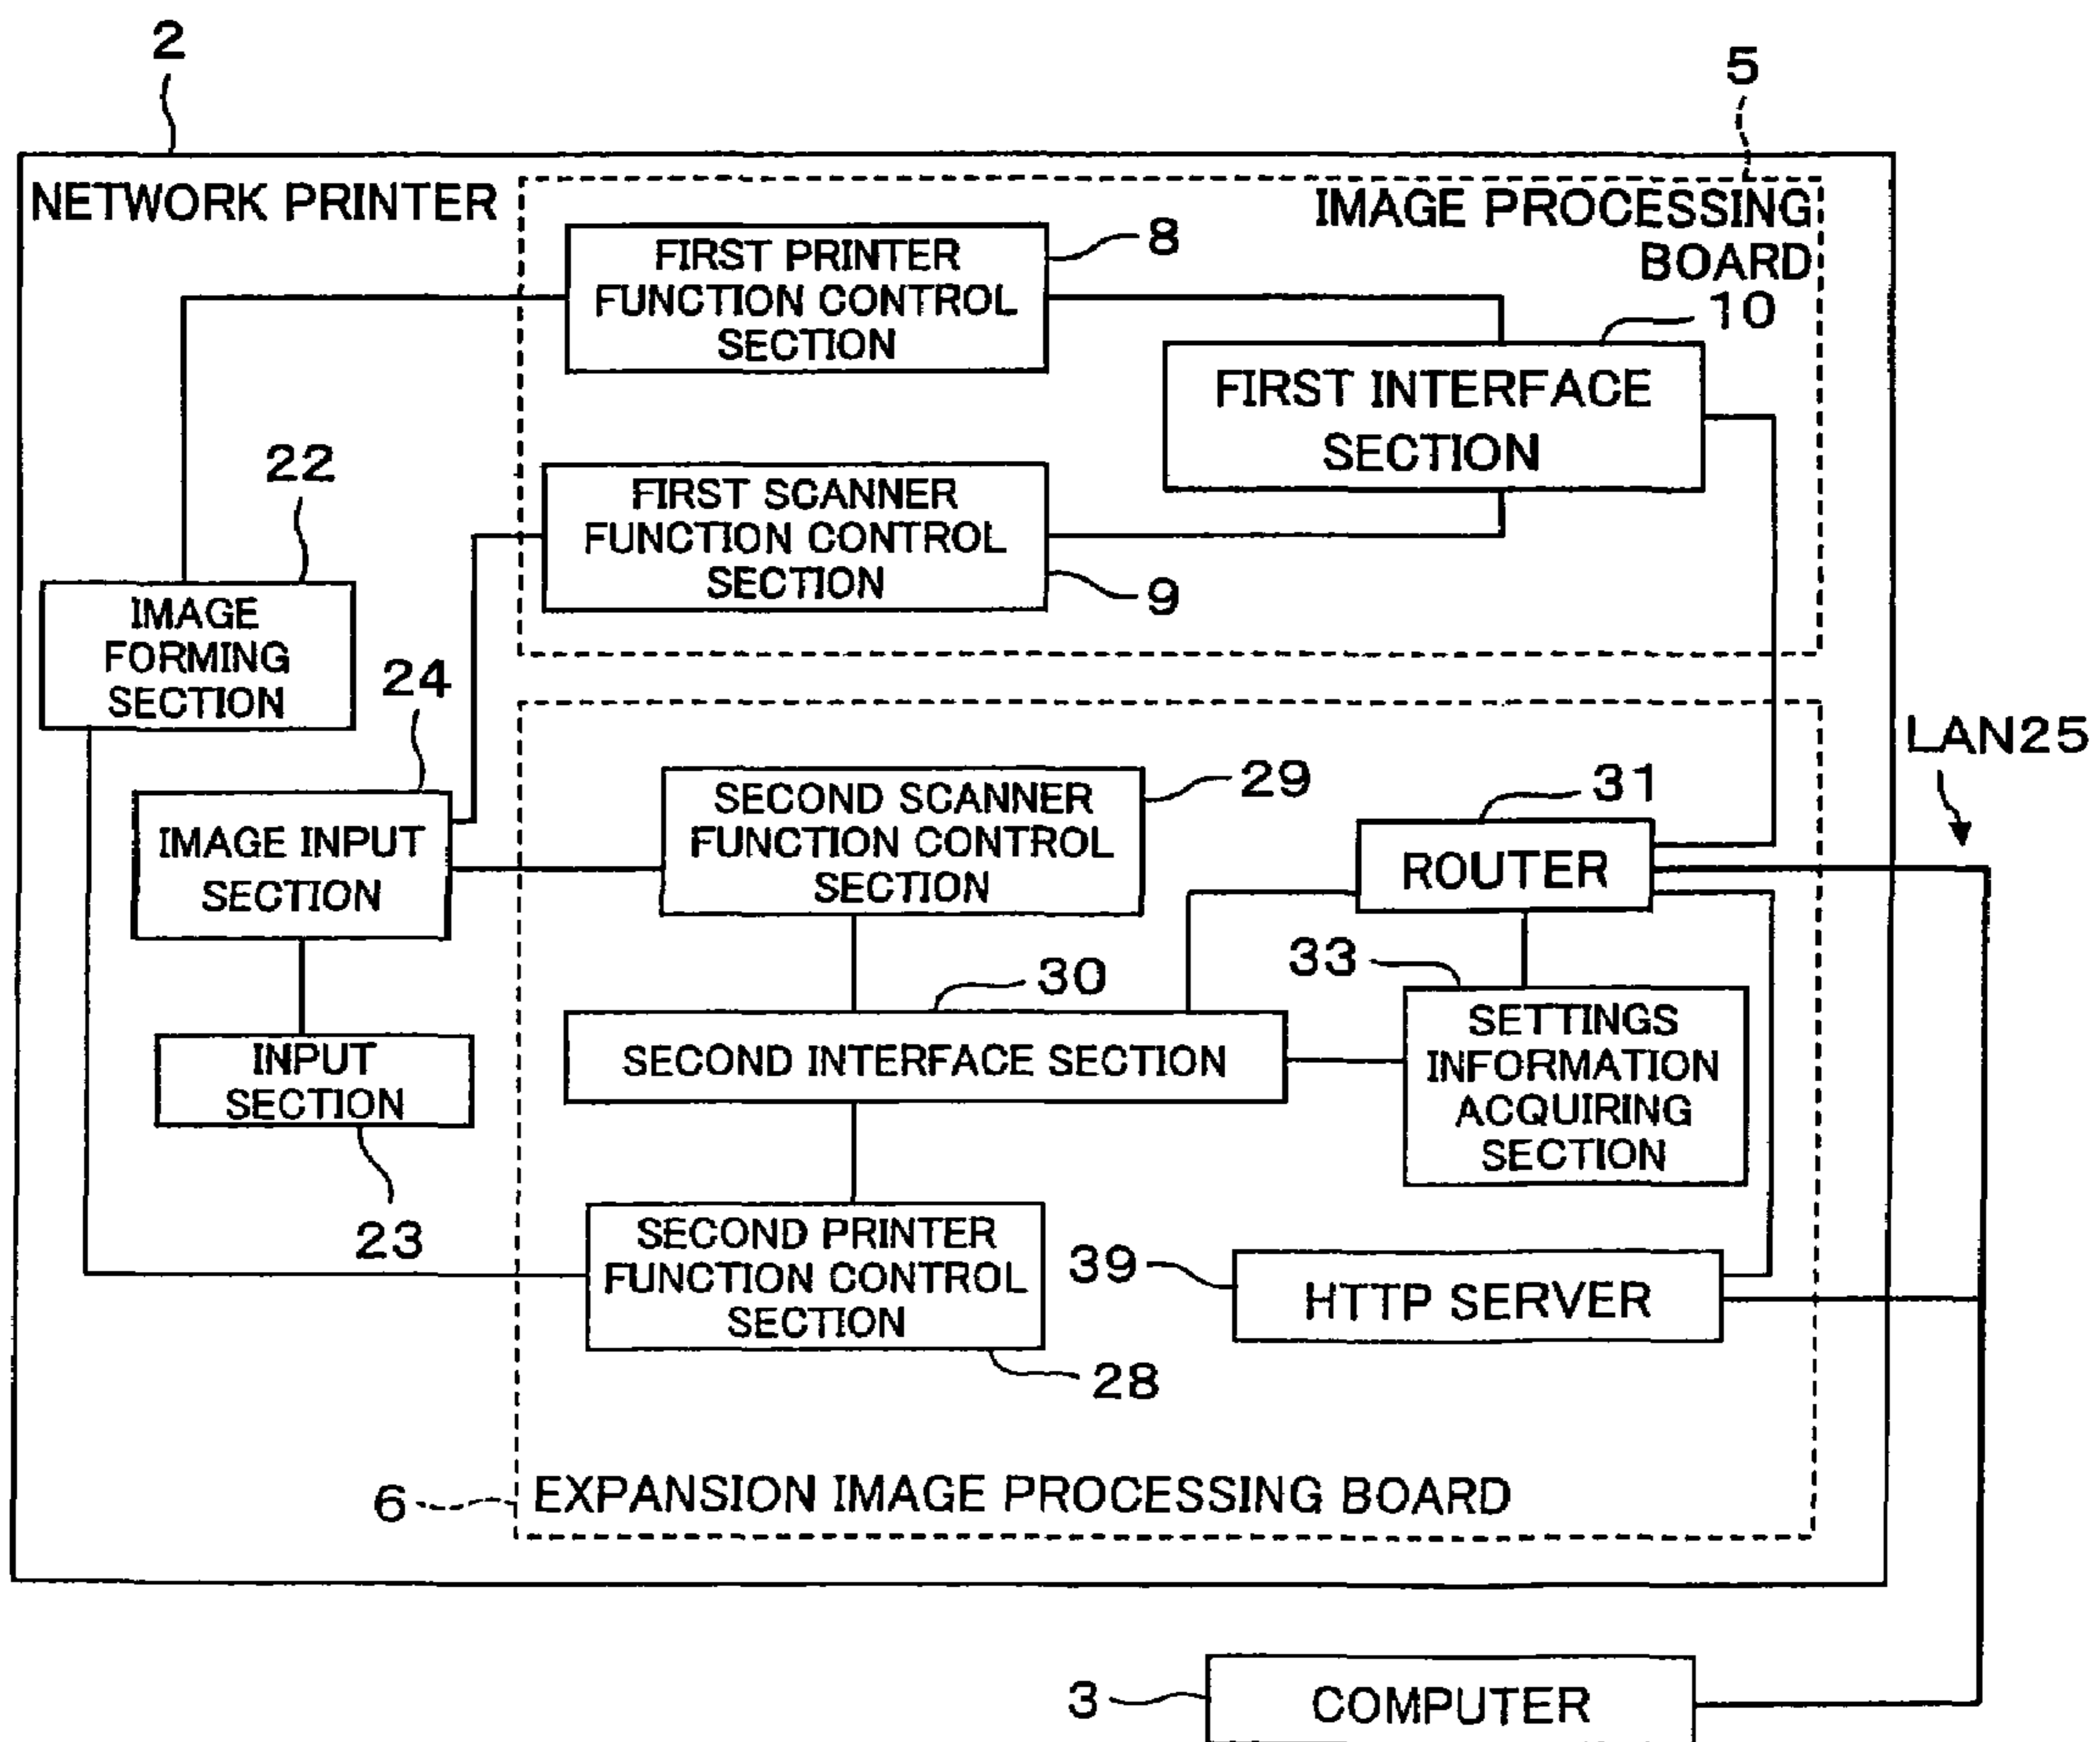 2
5
NETWORK PRINTER
IMAGE PROCESSING
BOARD
8
FIRST PRINTER
FUNCTION CONTROL
SECTION
10
FIRST INTERFACE
SECTION
22
FIRST SCANNER
FUNCTION CONTROL
SECTION
9
IMAGE
FORMING
SECTION
24
LAN25
29
SECOND SCANNER
FUNCTION CONTROL
SECTION
31
ROUTER
IMAGE INPUT
SECTION
33
30
SETTINGS
INFORMATION
ACQUIRING
SECTION
SECOND INTERFACE SECTION
INPUT
SECTION
23
SECOND PRINTER
FUNCTION CONTROL
SECTION
39
HTTP SERVER
28
6
EXPANSION IMAGE PROCESSING BOARD
3
COMPUTER